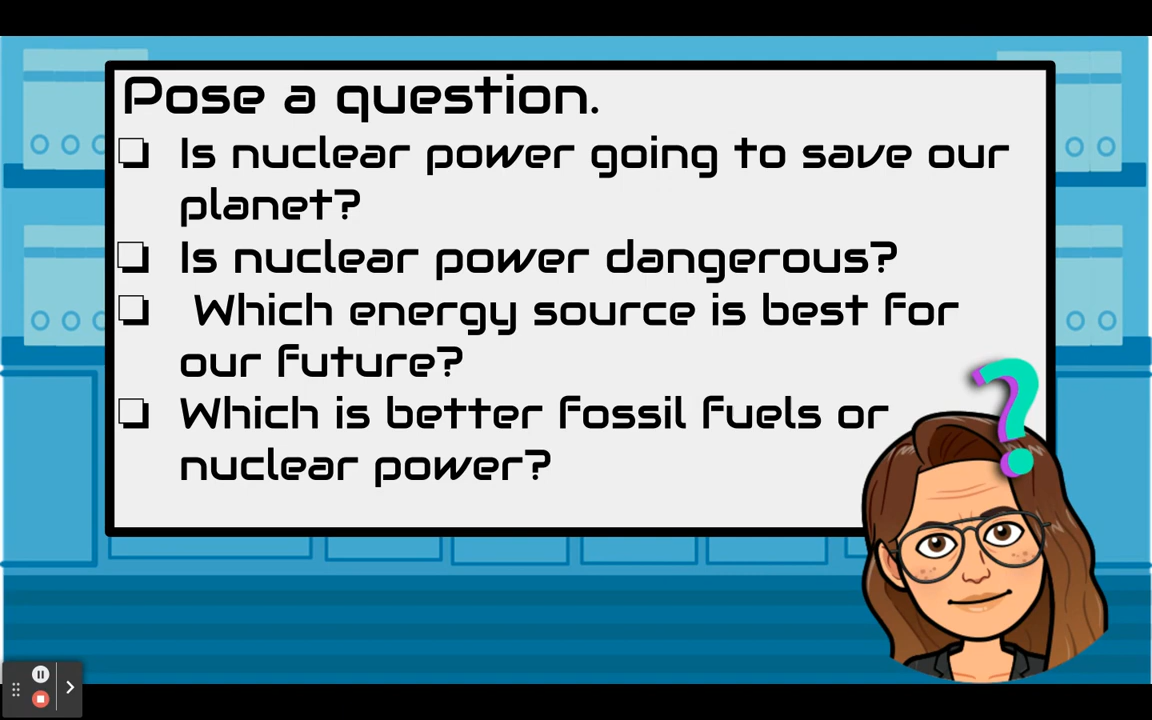 Pose a question.
Is nuclear power going to save our
planet?
Is nuclear power dangerous?
Which energy source is best for
our future?
Which is better fossil fuels or
nuclear power?
?